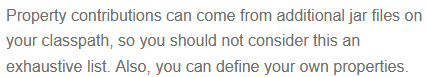 Property contributions can come from additional jar files on
your classpath, so you should not consider this an
exhaustive list. Also, you can define your own properties.